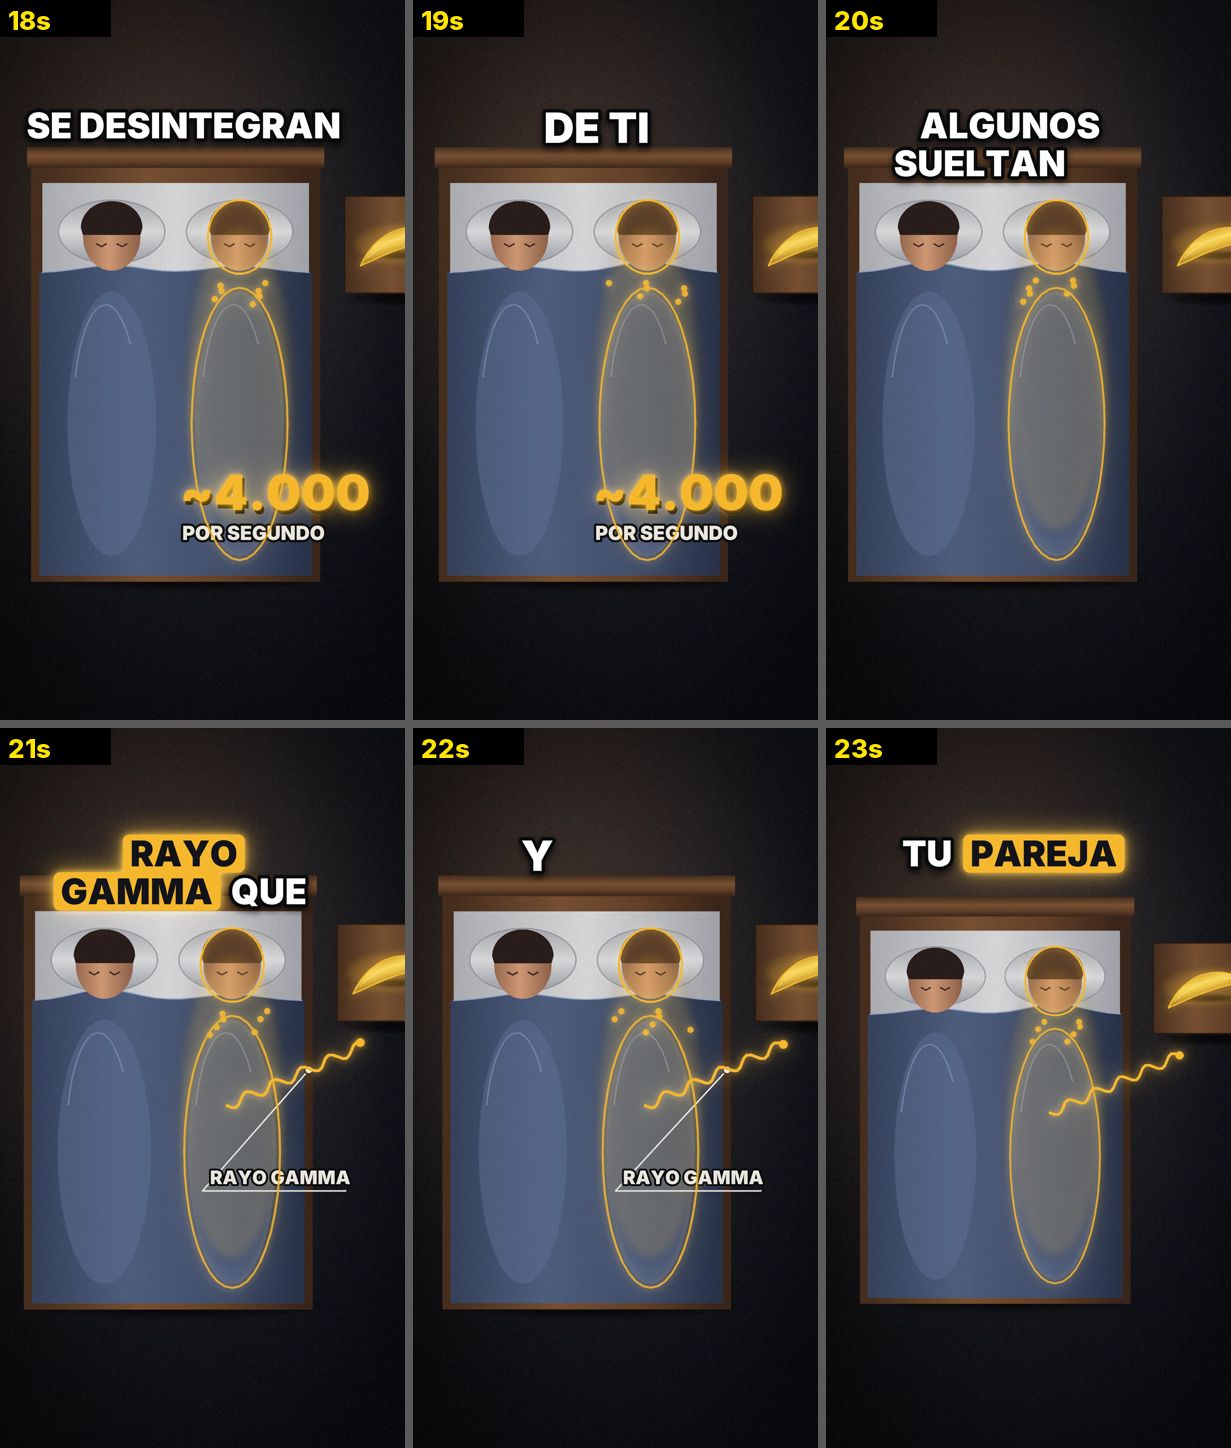 18s
SE DESINTEGRAN
~4.000
POR SEGUNDO
19s
DE TI
~4.000
POR SEGUNDO
20s
ALGUNOS
SUELTAN
21s
RAYO
GAMMA QUE
RAYO GAMMA
22s
Y
RAYO GAMMA
23s
TU PAREJA